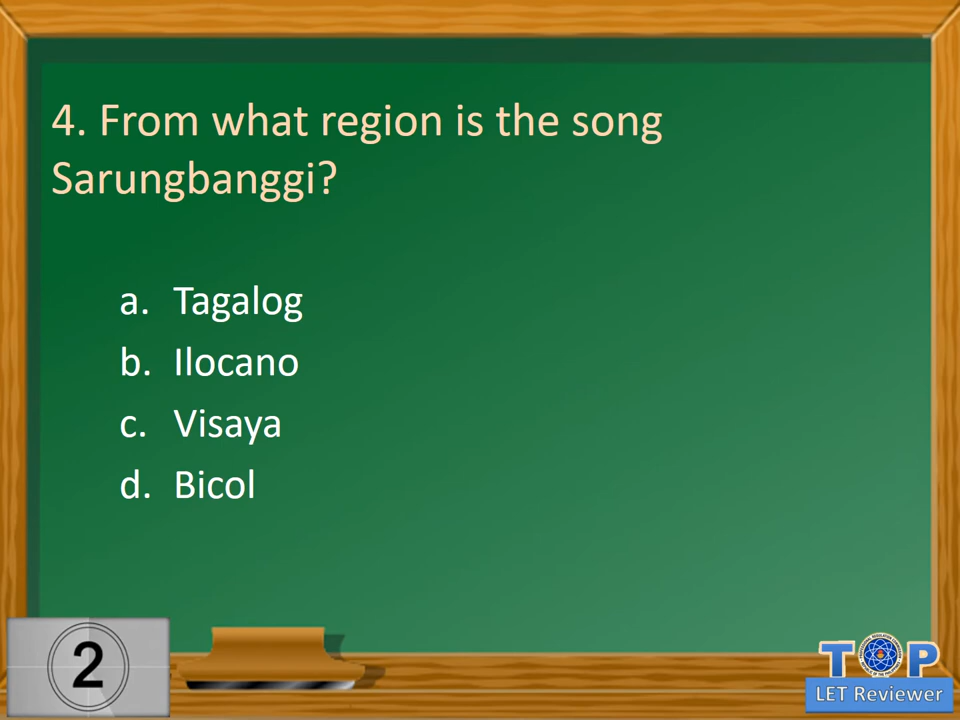 4. From what region is the song
Sarungbanggi?
a. Tagalog
b. Ilocano
c. Visaya
d. Bicol
2
TOP
LET Reviewer